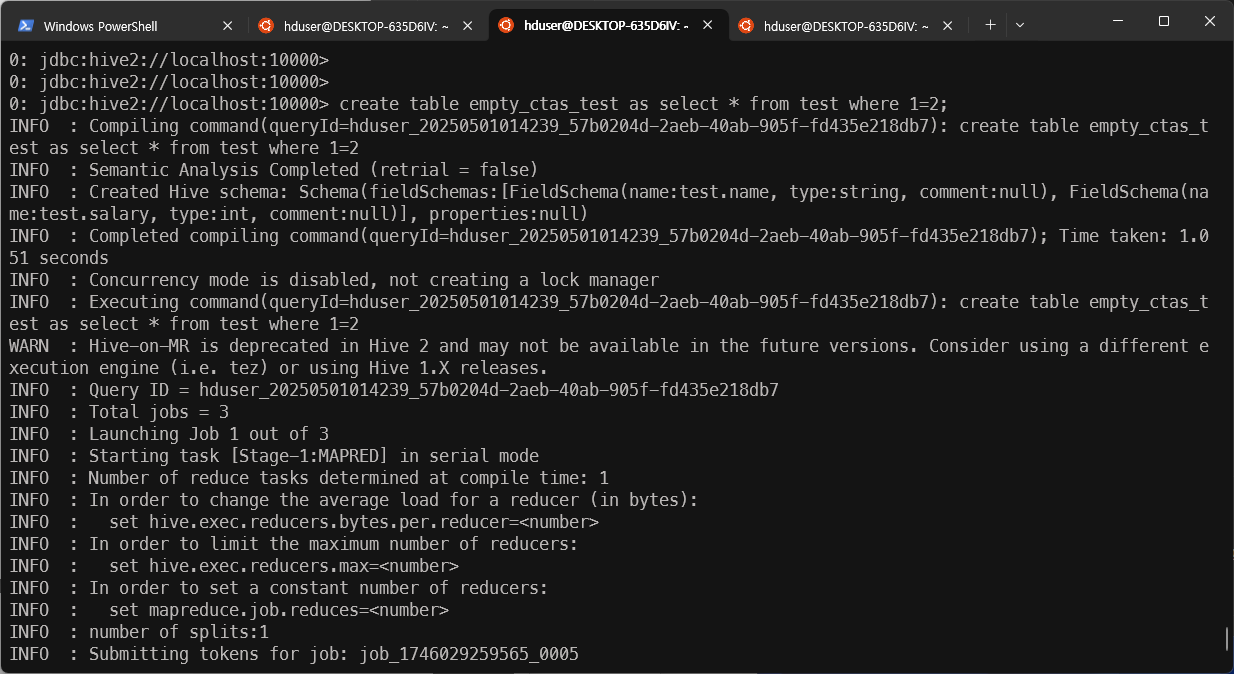 Windows PowerShell
hduser@DESKTOP-635D6IV: ~
hduser@DESKTOP-635D6IV: ~
hduser@DESKTOP-635D6IV: ~
0: jdbc:hive2://localhost:10000>
0: jdbc:hive2://localhost:10000>
0: jdbc:hive2://localhost:10000> create table empty_ctas_test as select * from test where 1=2;
INFO  : Compiling command(queryId=hduser_20250501014239_57b0204d-2aeb-40ab-905f-fd435e218db7): create table empty_ctas_t
est as select * from test where 1=2
INFO  : Semantic Analysis Completed (retrial = false)
INFO  : Created Hive schema: Schema(fieldSchemas:[FieldSchema(name:test.name, type:string, comment:null), FieldSchema(na
me:test.salary, type:int, comment:null)], properties:null)
INFO  : Completed compiling command(queryId=hduser_20250501014239_57b0204d-2aeb-40ab-905f-fd435e218db7); Time taken: 1.0
51 seconds
INFO  : Concurrency mode is disabled, not creating a lock manager
INFO  : Executing command(queryId=hduser_20250501014239_57b0204d-2aeb-40ab-905f-fd435e218db7): create table empty_ctas_t
est as select * from test where 1=2
WARN  : Hive-on-MR is deprecated in Hive 2 and may not be available in the future versions. Consider using a different e
xecution engine (i.e. tez) or using Hive 1.X releases.
INFO  : Query ID = hduser_20250501014239_57b0204d-2aeb-40ab-905f-fd435e218db7
INFO  : Total jobs = 3
INFO  : Launching Job 1 out of 3
INFO  : Starting task [Stage-1:MAPRED] in serial mode
INFO  : Number of reduce tasks determined at compile time: 1
INFO  : In order to change the average load for a reducer (in bytes):
INFO  :   set hive.exec.reducers.bytes.per.reducer=<number>
INFO  : In order to limit the maximum number of reducers:
INFO  :   set hive.exec.reducers.max=<number>
INFO  : In order to set a constant number of reducers:
INFO  :   set mapreduce.job.reduces=<number>
INFO  : number of splits:1
INFO  : Submitting tokens for job: job_1746029259565_0005